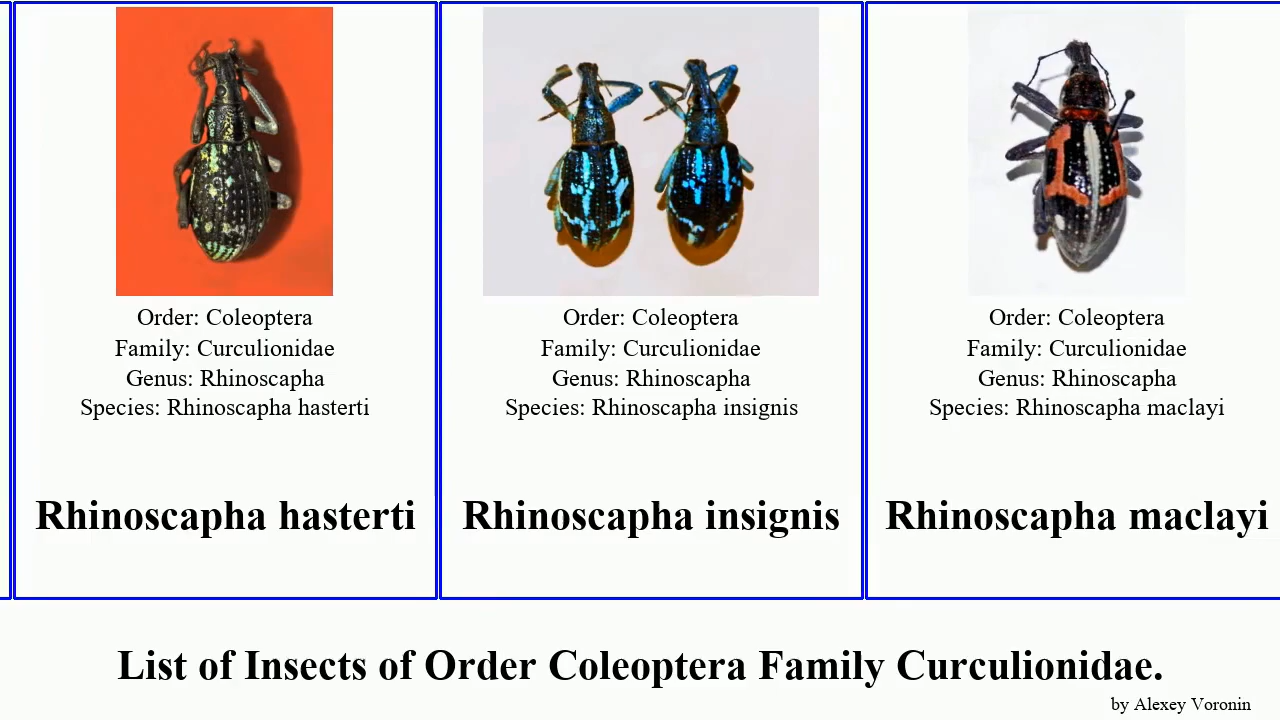 Order: Coleoptera
Family: Curculionidae
Genus: Rhinoscapha
Species: Rhinoscapha hasterti
Rhinoscapha hasterti
Order: Coleoptera
Family: Curculionidae
Genus: Rhinoscapha
Species: Rhinoscapha insignis
Rhinoscapha insignis
Order: Coleoptera
Family: Curculionidae
Genus: Rhinoscapha
Species: Rhinoscapha maclayi
Rhinoscapha maclayi
List of Insects of Order Coleoptera Family Curculionidae.
by Alexey Voronin